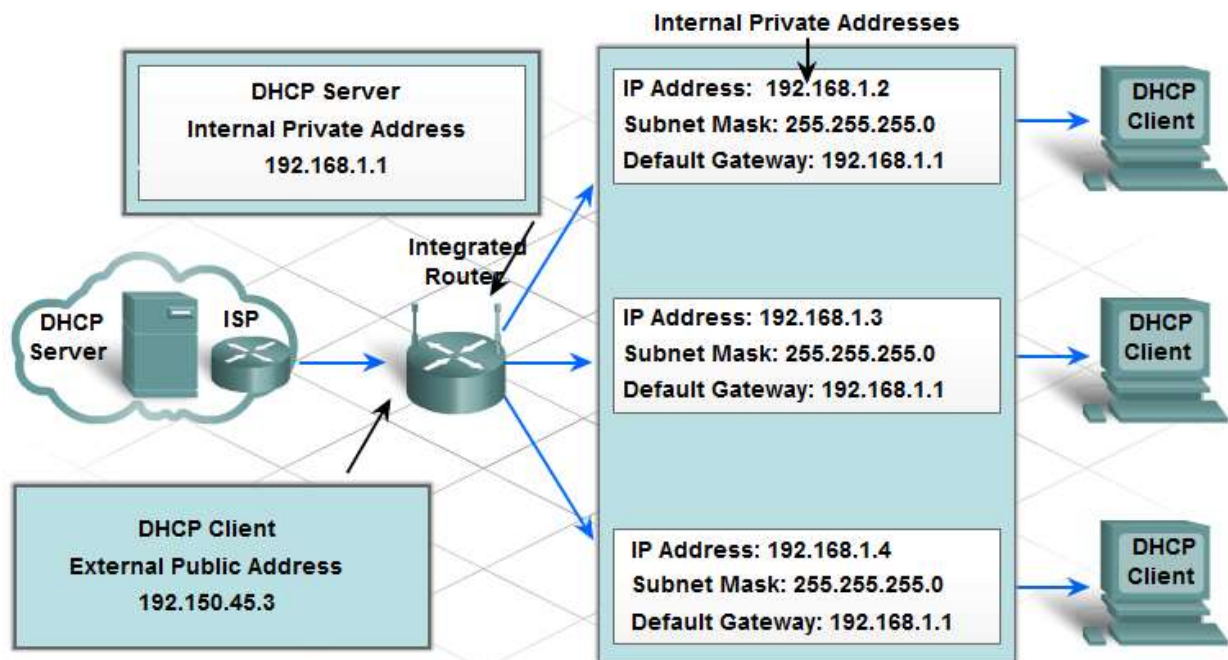 Internal Private Addresses
DHCP Server
Internal Private Address
192.168.1.1
IP Address: 192.168.1.2
Subnet Mask: 255.255.255.0
Default Gateway: 192.168.1.1
DHCP
Client
Integrated
Router
DHCP
Server
ISP
IP Address: 192.168.1.3
Subnet Mask: 255.255.255.0
Default Gateway: 192.168.1.1
DHCP
Client
DHCP Client
External Public Address
192.150.45.3
IP Address: 192.168.1.4
Subnet Mask: 255.255.255.0
Default Gateway: 192.168.1.1
DHCP
Client